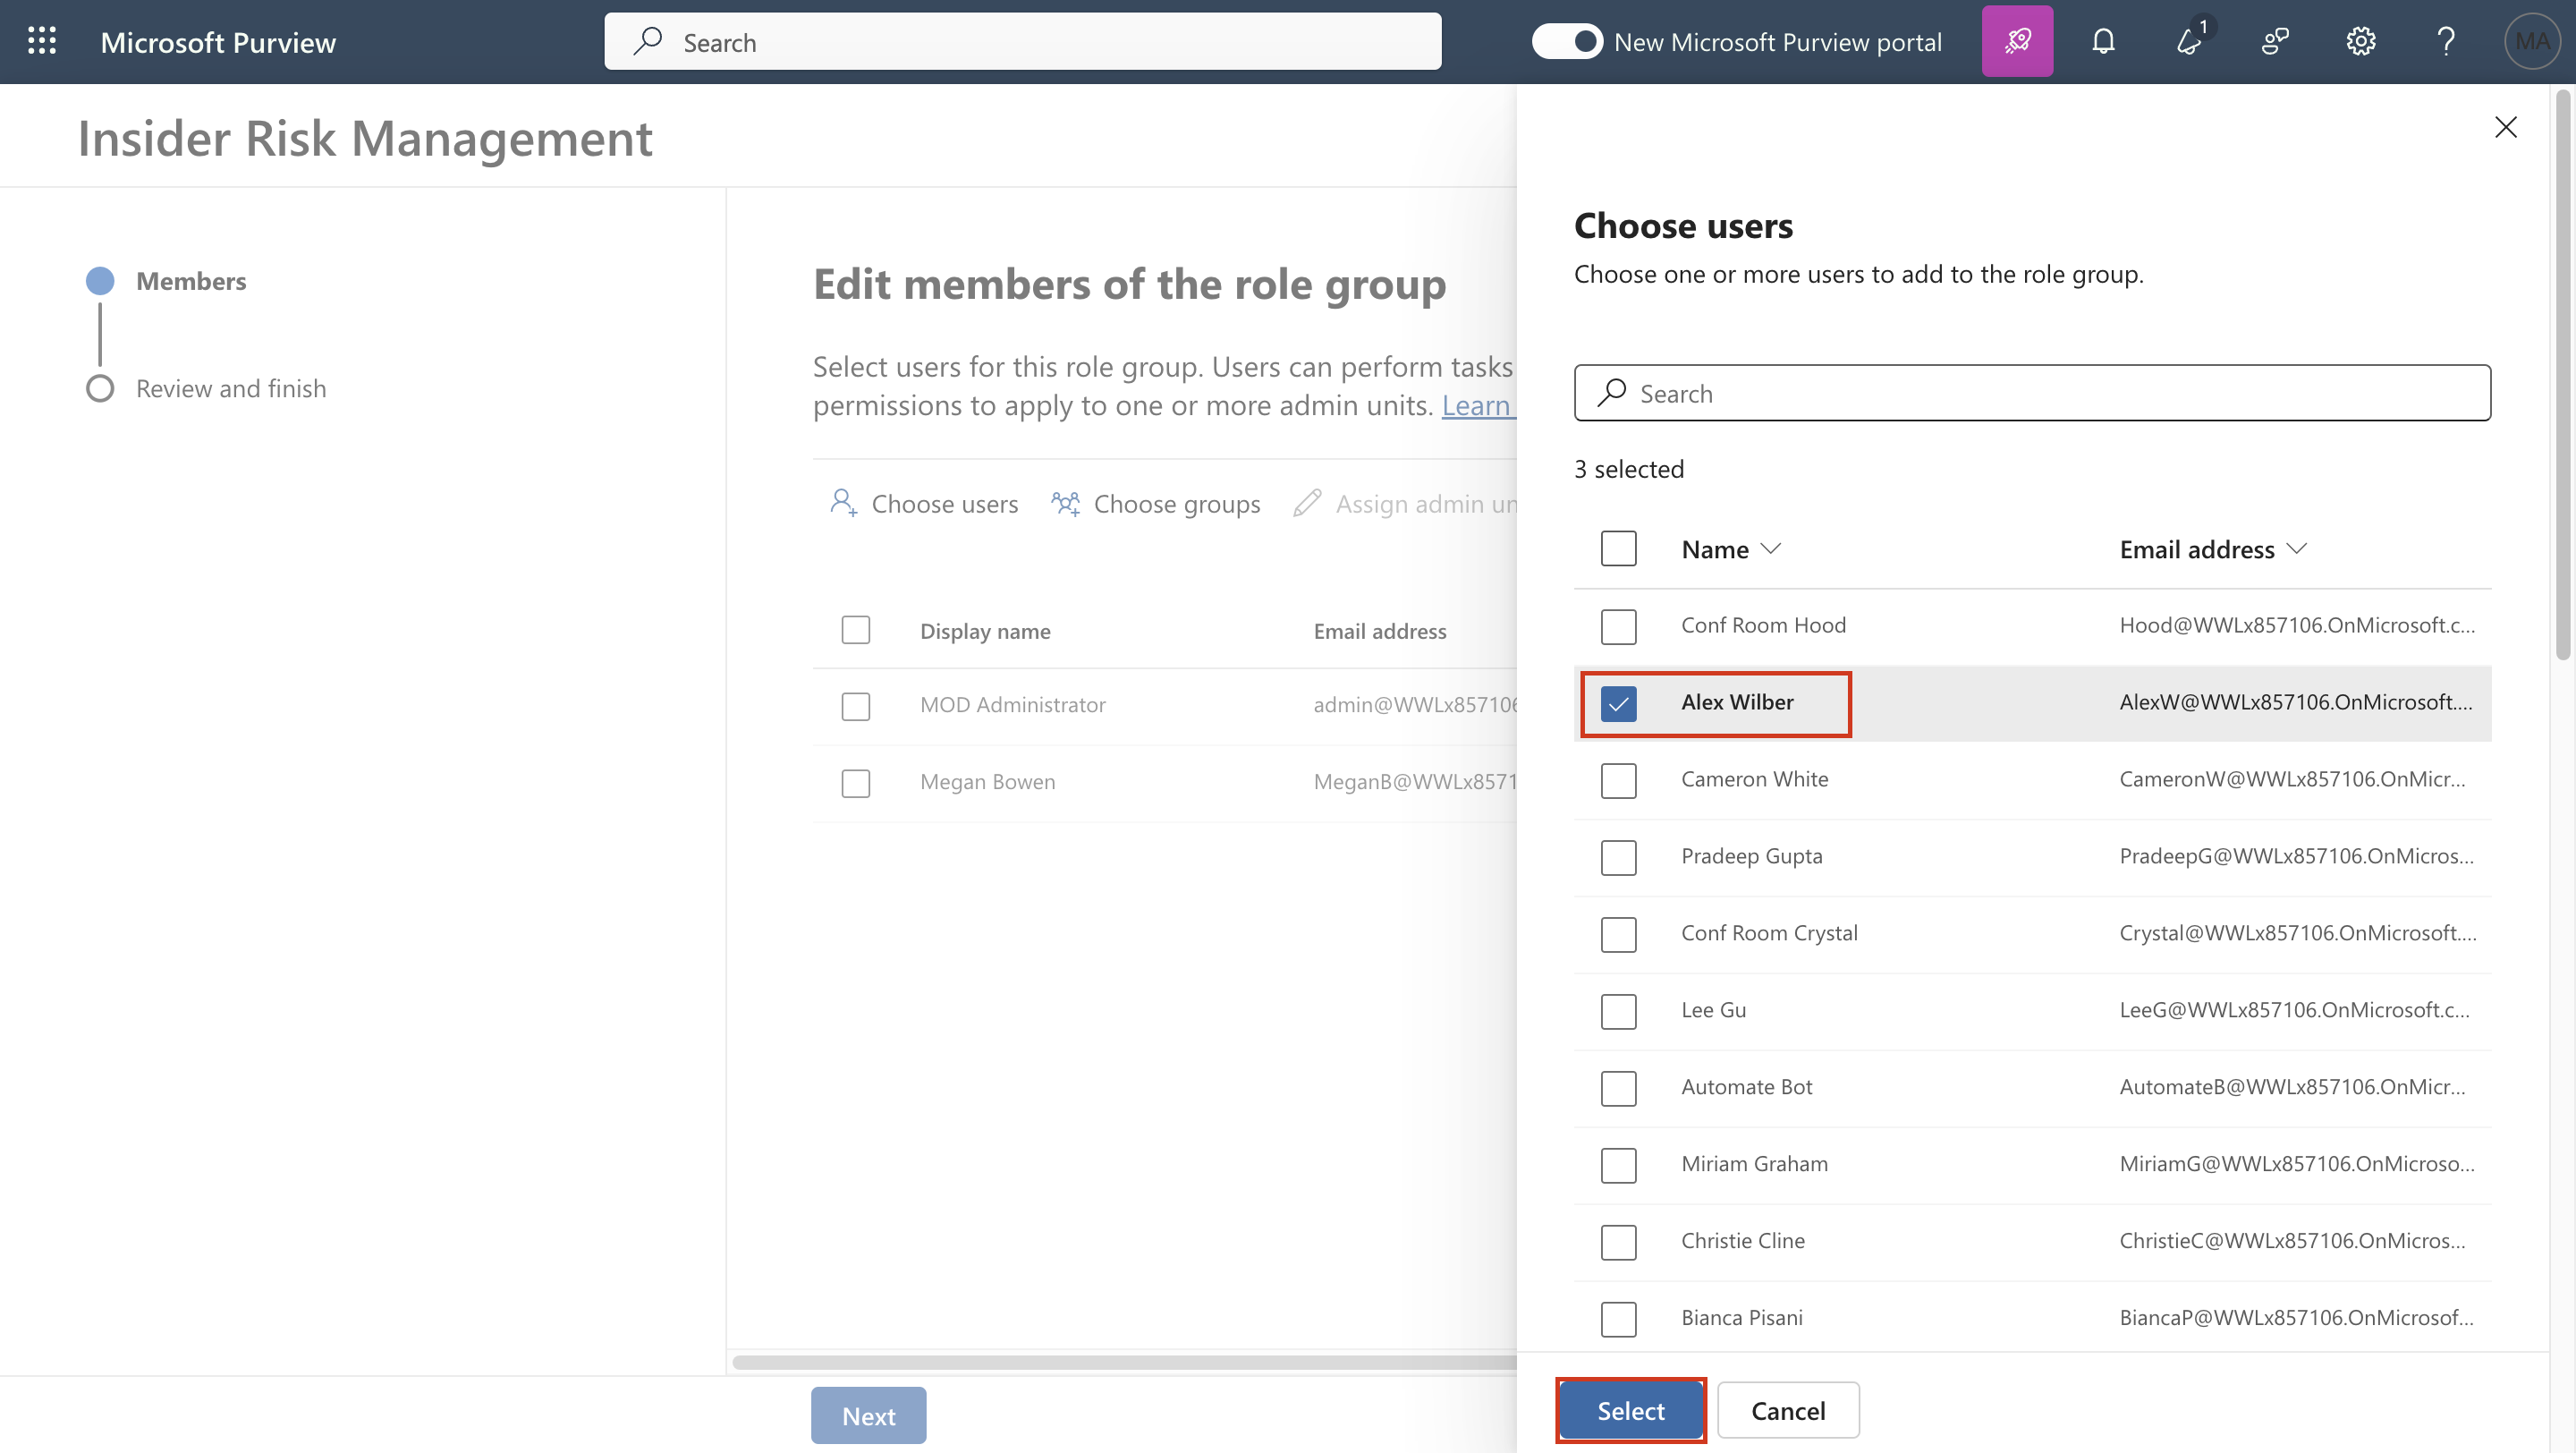 Microsoft Purview
Search
New Microsoft Purview portal
1
MA
Insider Risk Management
Members
Review and finish
Edit members of the role group
Select users for this role group. Users can perform tasks
permissions to apply to one or more admin units. Learn
Choose users
Choose groups
Assign admin un
Display name
Email address
MOD Administrator
admin@WWLx857106
Megan Bowen
MeganB@WWLx8571
Next
Choose users
Choose one or more users to add to the role group.
Search
3 selected
Name
Email address
Conf Room Hood
Hood@WWLx857106.OnMicrosoft.c...
Alex Wilber
AlexW@WWLx857106.OnMicrosoft....
Cameron White
CameronW@WWLx857106.OnMicr...
Pradeep Gupta
PradeepG@WWLx857106.OnMicros...
Conf Room Crystal
Crystal@WWLx857106.OnMicrosoft....
Lee Gu
LeeG@WWLx857106.OnMicrosoft.c...
Automate Bot
AutomateB@WWLx857106.OnMicr...
Miriam Graham
MiriamG@WWLx857106.OnMicroso...
Christie Cline
ChristieC@WWLx857106.OnMicros...
Bianca Pisani
BiancaP@WWLx857106.OnMicrosof...
Select
Cancel